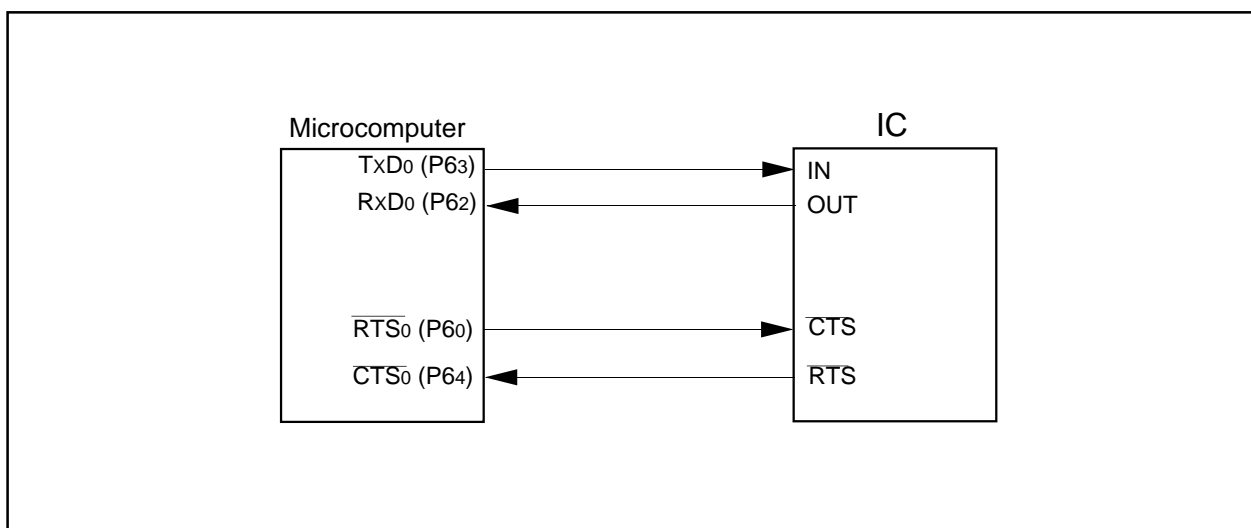 Microcomputer
TxD0 (P63)
RxD0 (P62)
RTS0 (P60)
CTS0 (P64)
IC
IN
OUT
CTS
RTS